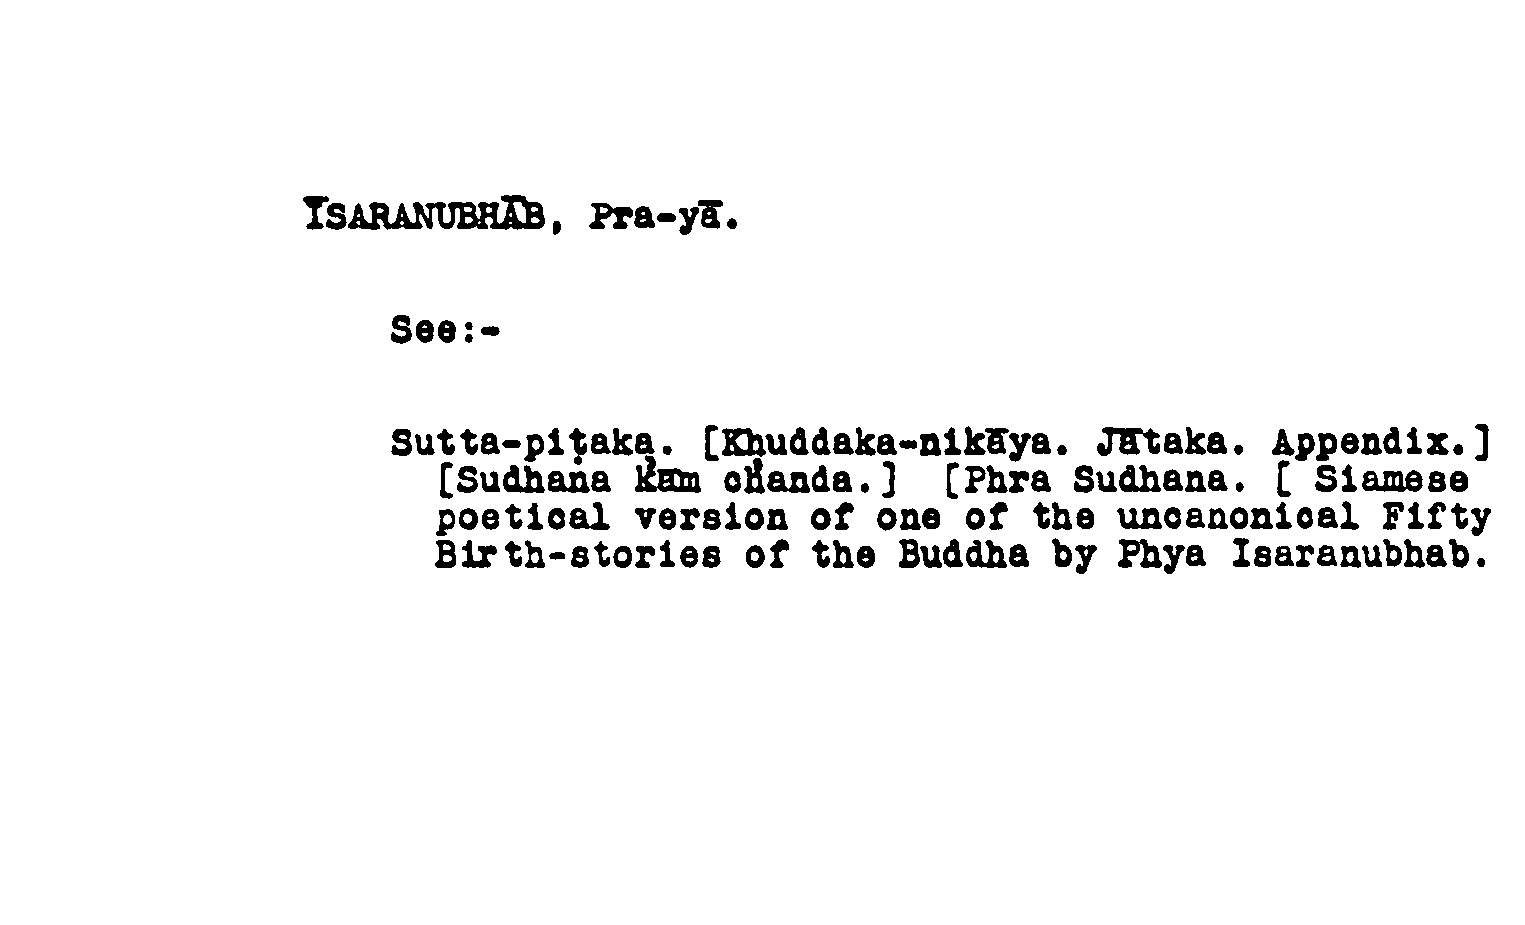 ĪSARANUBHĀB, Pra-yā.
See:-
Sutta-piṭaka. [Khuddaka-nikāya. Jātaka. Appendix.]
[Sudhana kām chanda.] [Phra Sudhana. [ Siamese
poetical version of one of the uncanonical Fifty
Birth-stories of the Buddha by Phya Isaranubhab.